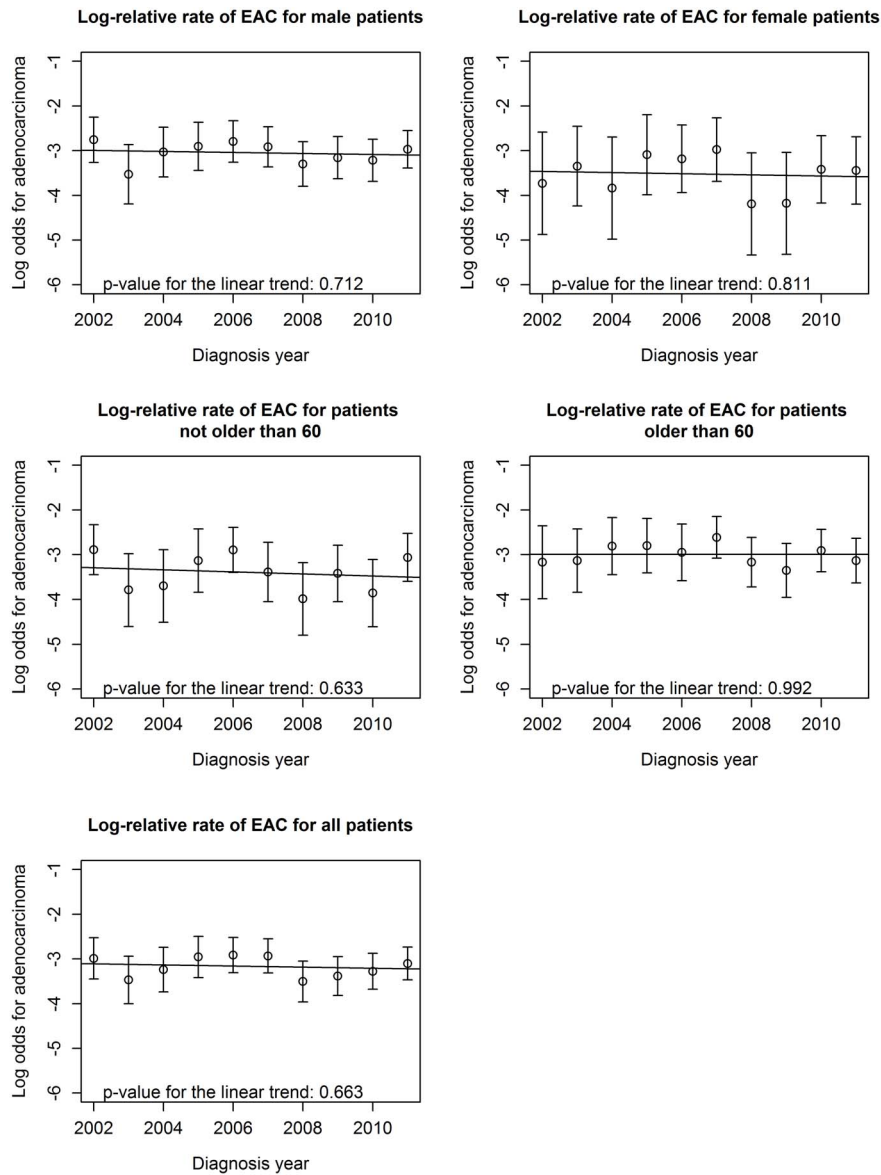 Log-relative rate of EAC for male patients
Log odds for adenocarcinoma
-1
-2
-3
-4
-5
-6
p-value for the linear trend: 0.712
2002 2004 2006 2008 2010
Diagnosis year
Log-relative rate of EAC for female patients
Log odds for adenocarcinoma
-1
-2
-3
-4
-5
-6
p-value for the linear trend: 0.811
2002 2004 2006 2008 2010
Diagnosis year
Log-relative rate of EAC for patients
not older than 60
Log odds for adenocarcinoma
-1
-2
-3
-4
-5
-6
p-value for the linear trend: 0.633
2002 2004 2006 2008 2010
Diagnosis year
Log-relative rate of EAC for patients
older than 60
Log odds for adenocarcinoma
-1
-2
-3
-4
-5
-6
p-value for the linear trend: 0.992
2002 2004 2006 2008 2010
Diagnosis year
Log-relative rate of EAC for all patients
Log odds for adenocarcinoma
-1
-2
-3
-4
-5
-6
p-value for the linear trend: 0.663
2002 2004 2006 2008 2010
Diagnosis year